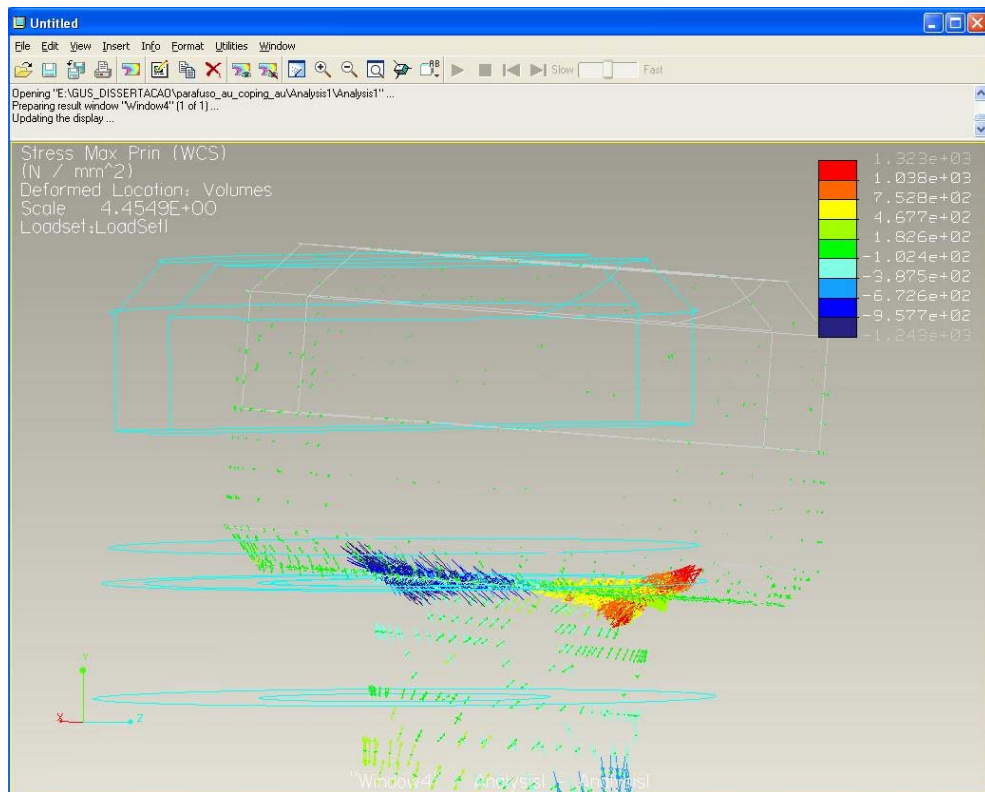 Untitled
File Edit View Insert Info Format Utilities Window
AB
Slow Fast
Opening "E:\GUS_DISSERTACAO\parafuso_au_coping_au\Analysis1\Analysis1" ...
Preparing result window "Window4" (1 of 1) ...
Updating the display ...
Stress Max Prin (WCS)
(N / mm^2)
Deformed Location: Volumes
Scale 4.4549E+00
Loadset:LoadSet1
1.323e+03
1.038e+03
7.528e+02
4.677e+02
1.826e+02
-1.024e+02
-3.875e+02
-6.726e+02
-9.577e+02
-1.243e+03
Y
X Z
"Window4" - Analysis1 - Analysis1